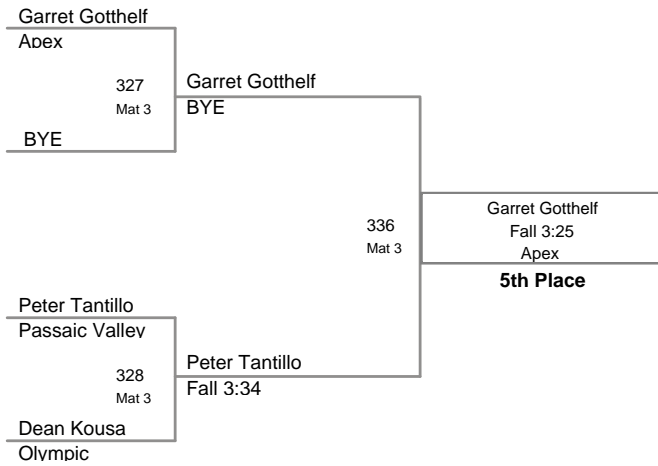 Garret Gotthelf
Apex
327
Mat 3
BYE
Garret Gotthelf
BYE
336
Mat 3
Garret Gotthelf
Fall 3:25
Apex
5th Place
Peter Tantillo
Passaic Valley
328
Mat 3
Dean Kousa
Olympic
Peter Tantillo
Fall 3:34